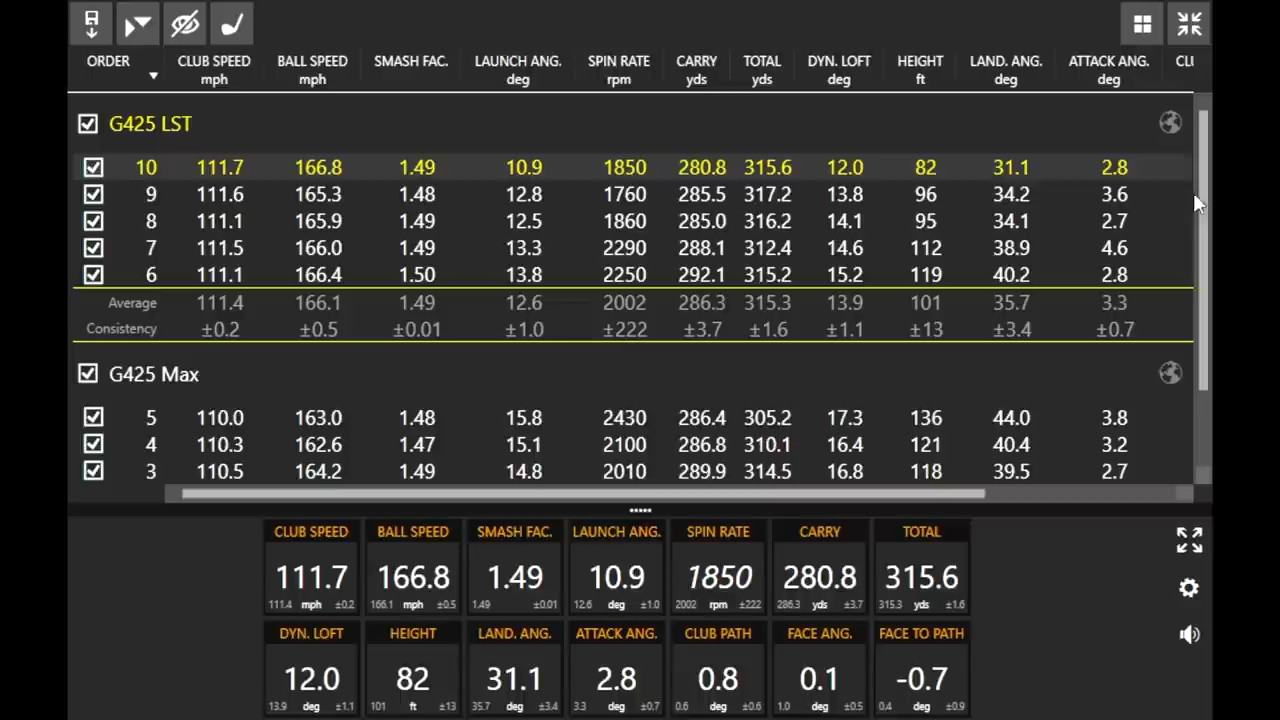 ORDER CLUB SPEED BALL SPEED SMASH FAC. LAUNCH ANG. SPIN RATE CARRY TOTAL DYN. LOFT HEIGHT LAND. ANG. ATTACK ANG. CLU
mph mph deg rpm yds yds deg ft deg deg
G425 LST
10 111.7 166.8 1.49 10.9 1850 280.8 315.6 12.0 82 31.1 2.8
9 111.6 165.3 1.48 12.8 1760 285.5 317.2 13.8 96 34.2 3.6
8 111.1 165.9 1.49 12.5 1860 285.0 316.2 14.1 95 34.1 2.7
7 111.5 166.0 1.49 13.3 2290 288.1 312.4 14.6 112 38.9 4.6
6 111.1 166.4 1.50 13.8 2250 292.1 315.2 15.2 119 40.2 2.8
Average 111.4 166.1 1.49 12.6 2002 286.3 315.3 13.9 101 35.7 3.3
Consistency ±0.2 ±0.5 ±0.01 ±1.0 ±222 ±3.7 ±1.6 ±1.1 ±13 ±3.4 ±0.7
G425 Max
5 110.0 163.0 1.48 15.8 2430 286.4 305.2 17.3 136 44.0 3.8
4 110.3 162.6 1.47 15.1 2100 286.8 310.1 16.4 121 40.4 3.2
3 110.5 164.2 1.49 14.8 2010 289.9 314.5 16.8 118 39.5 2.7
CLUB SPEED BALL SPEED SMASH FAC. LAUNCH ANG. SPIN RATE CARRY TOTAL
111.7 166.8 1.49 10.9 1850 280.8 315.6
111.4 mph ±0.2 166.1 mph ±0.5 1.49 ±0.01 12.6 deg ±1.0 2002 rpm ±222 286.3 yds ±3.7 315.3 yds ±1.6
DYN. LOFT HEIGHT LAND. ANG. ATTACK ANG. CLUB PATH FACE ANG. FACE TO PATH
12.0 82 31.1 2.8 0.8 0.1 -0.7
13.9 deg ±1.1 101 ft ±13 35.7 deg ±3.4 3.3 deg ±0.7 0.6 deg ±0.6 1.0 deg ±0.5 0.4 deg ±0.9